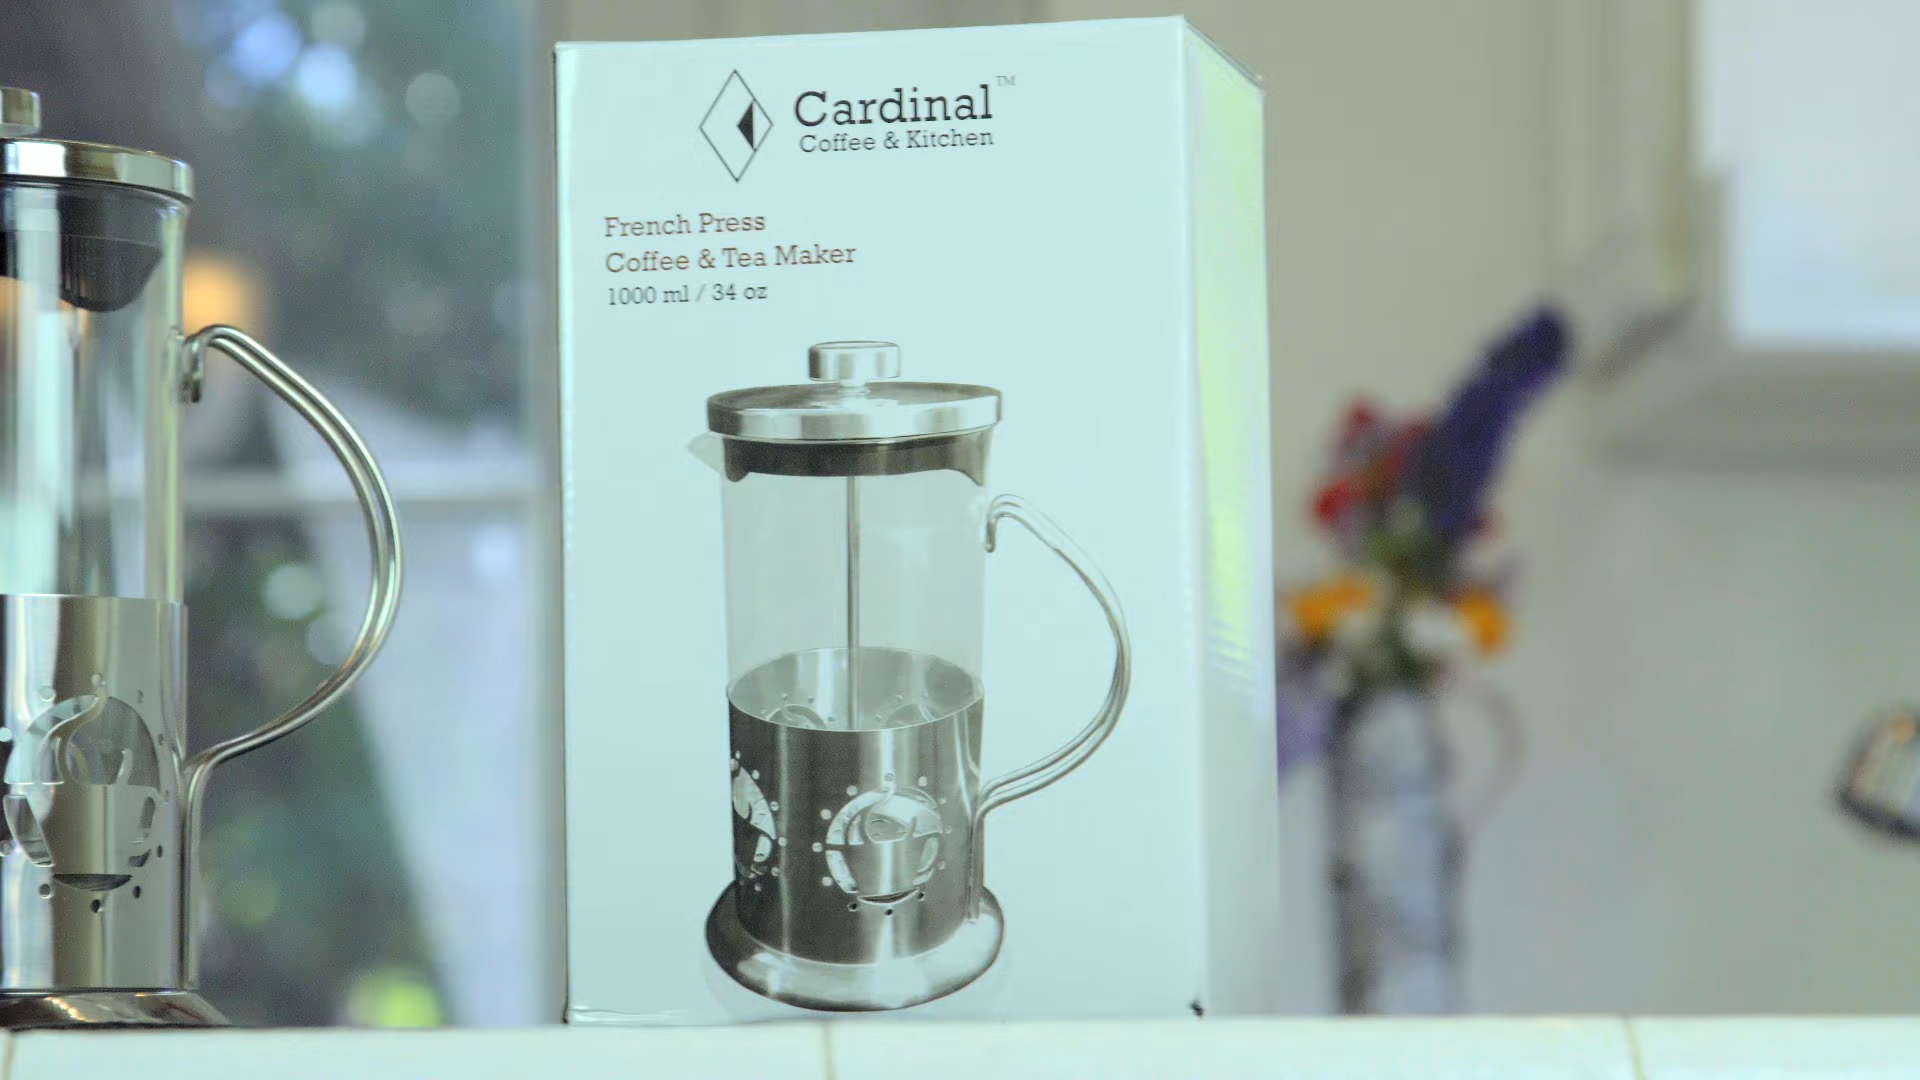 Cardinal™
Coffee & Kitchen
French Press
Coffee & Tea Maker
1000 ml / 34 oz